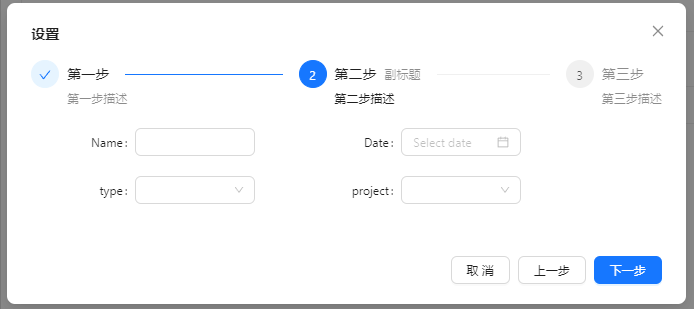 设置
第一步 2 第二步 副标题 3 第三步
第一步描述 第二步描述 第三步描述
Name: Date: Select date
type: project:
取 消 上一步 下一步